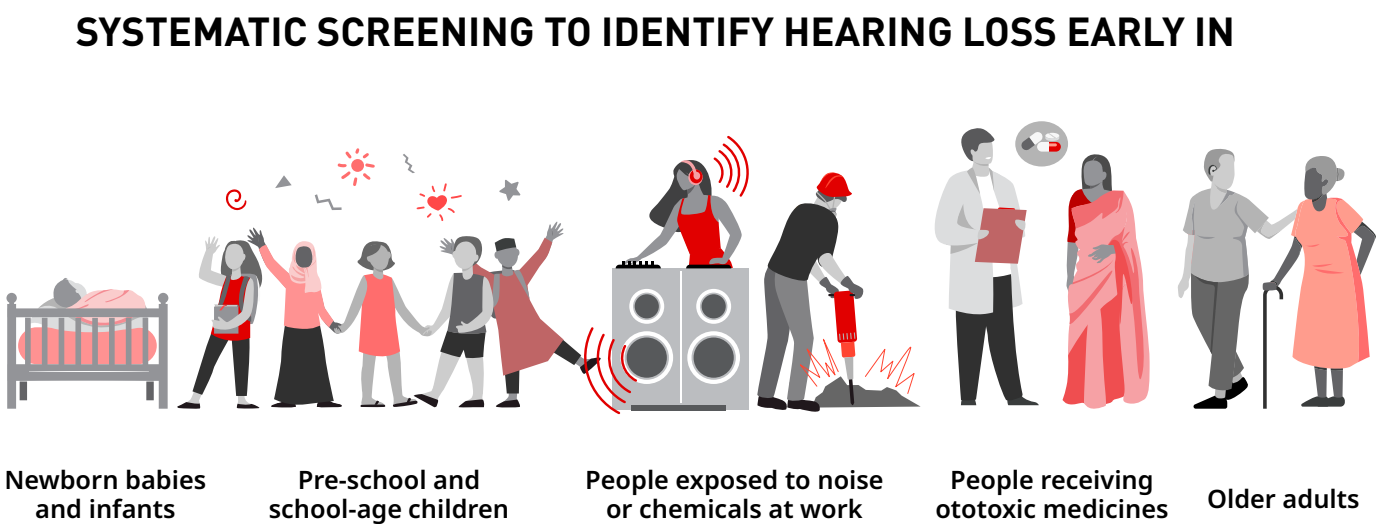 SYSTEMATIC SCREENING TO IDENTIFY HEARING LOSS EARLY IN
Newborn babies
and infants
Pre-school and
school-age children
People exposed to noise
or chemicals at work
People receiving
ototoxic medicines
Older adults